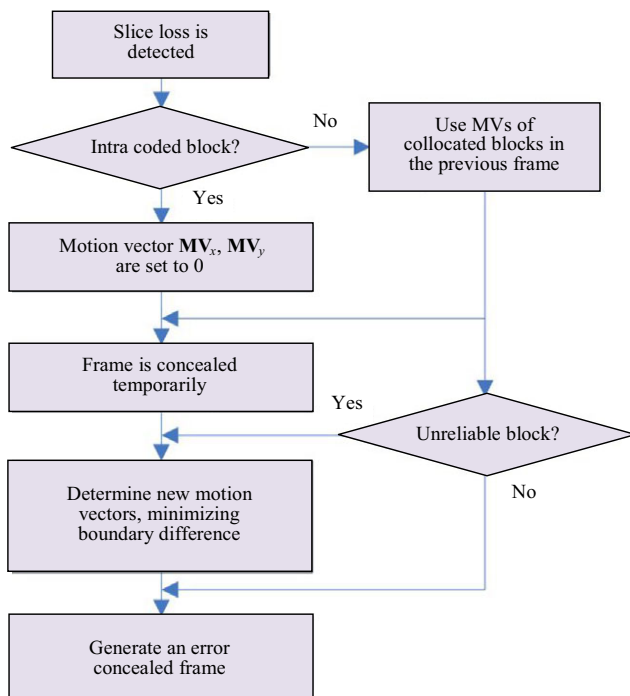 Slice loss is
detected
Intra coded block?
No
Use MVs of
collocated blocks in
the previous frame
Yes
Motion vector MVx, MVy
are set to 0
Frame is concealed
temporarily
Yes
Unreliable block?
No
Determine new motion
vectors, minimizing
boundary difference
Generate an error
concealed frame